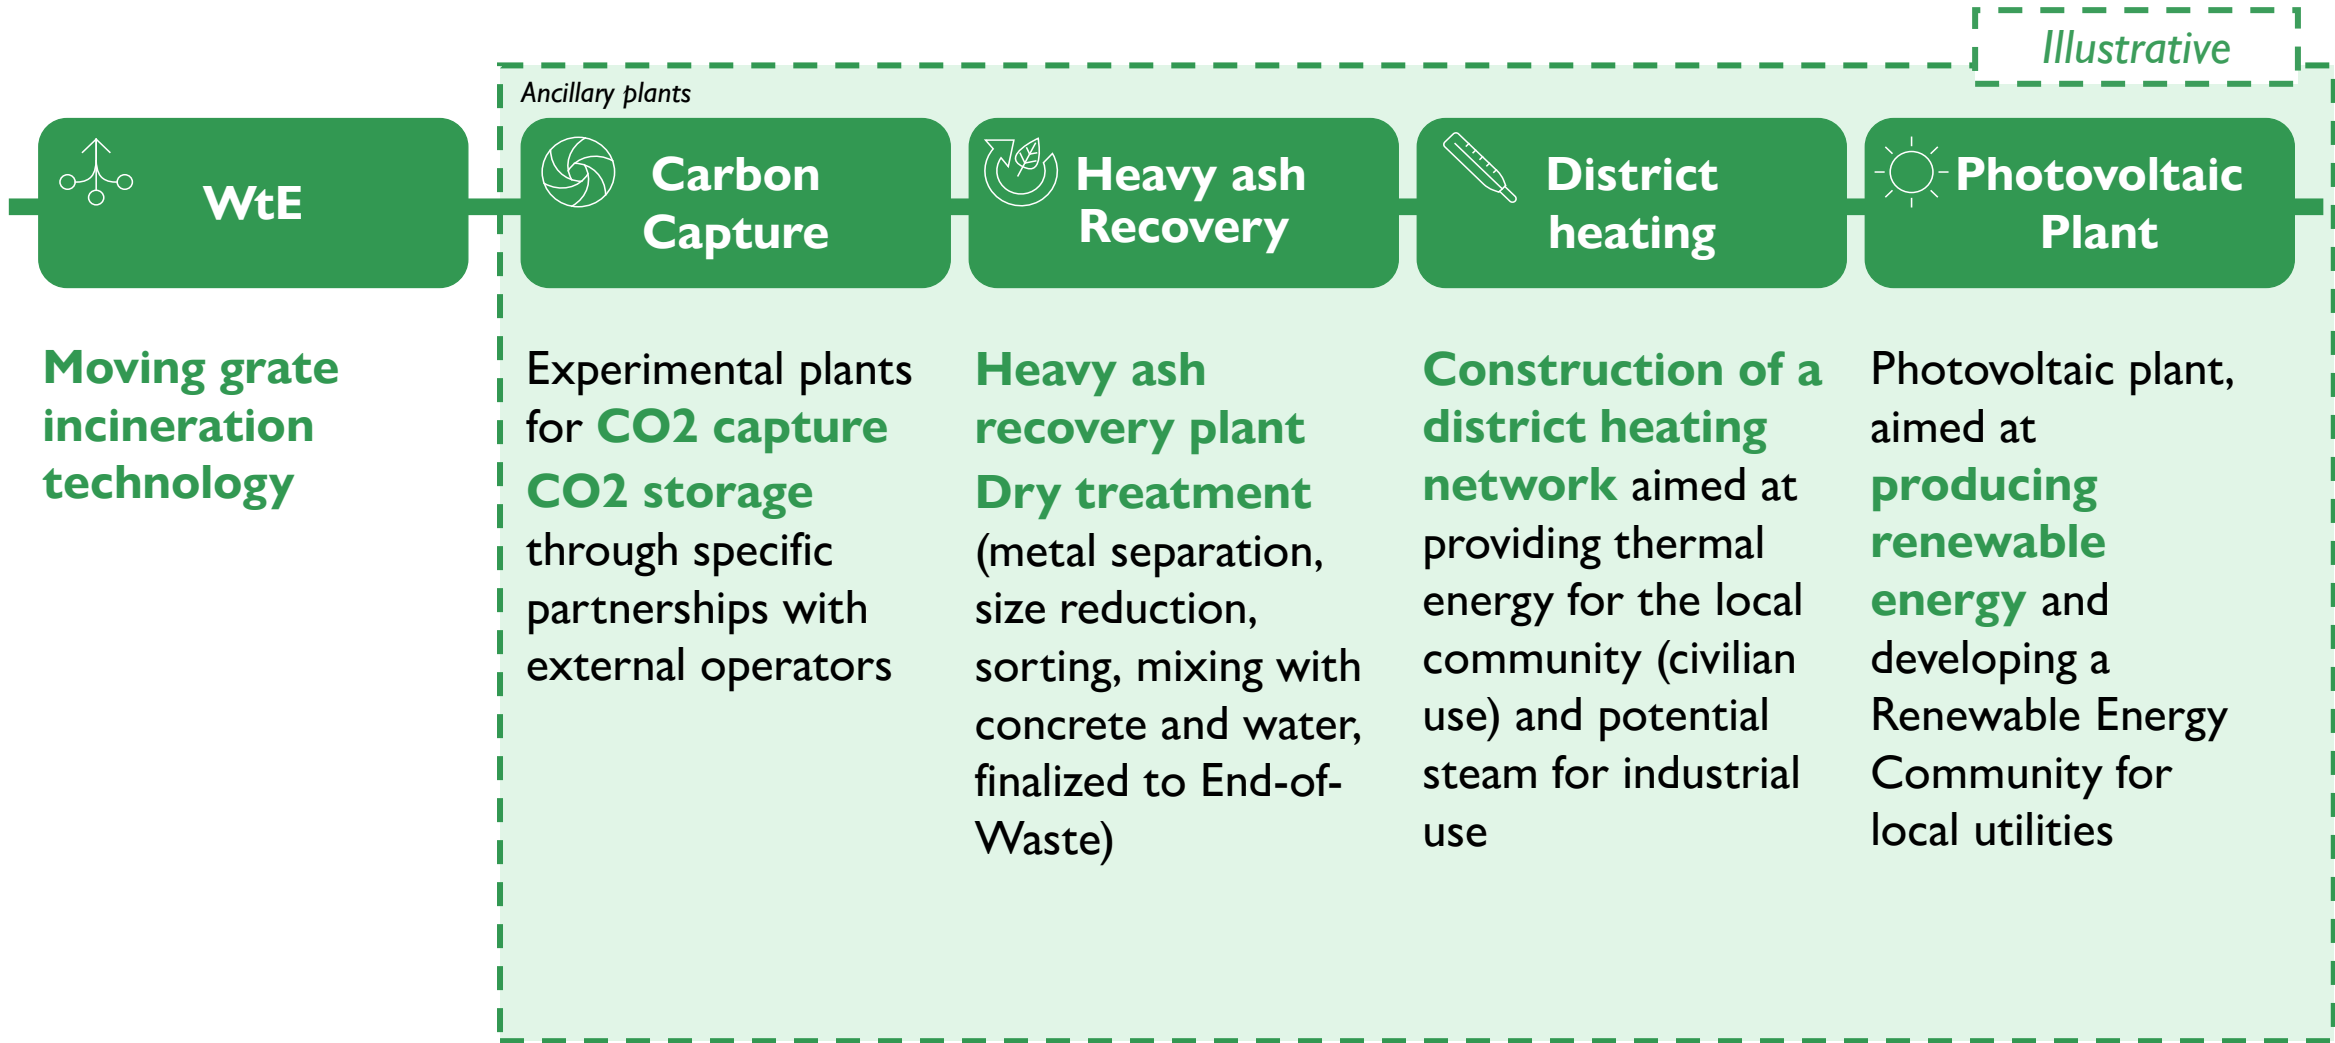 Illustrative
Ancillary plants
WtE
Carbon
Capture
Heavy ash
Recovery
District
heating
Photovoltaic
Plant
Moving grate
incineration
technology
Experimental plants
for CO2 capture
CO2 storage
through specific
partnerships with
external operators
Heavy ash
recovery plant
Dry treatment
(metal separation,
size reduction,
sorting, mixing with
concrete and water,
finalized to End-of-
Waste)
Construction of a
district heating
network aimed at
providing thermal
energy for the local
community (civilian
use) and potential
steam for industrial
use
Photovoltaic plant,
aimed at
producing
renewable
energy and
developing a
Renewable Energy
Community for
local utilities